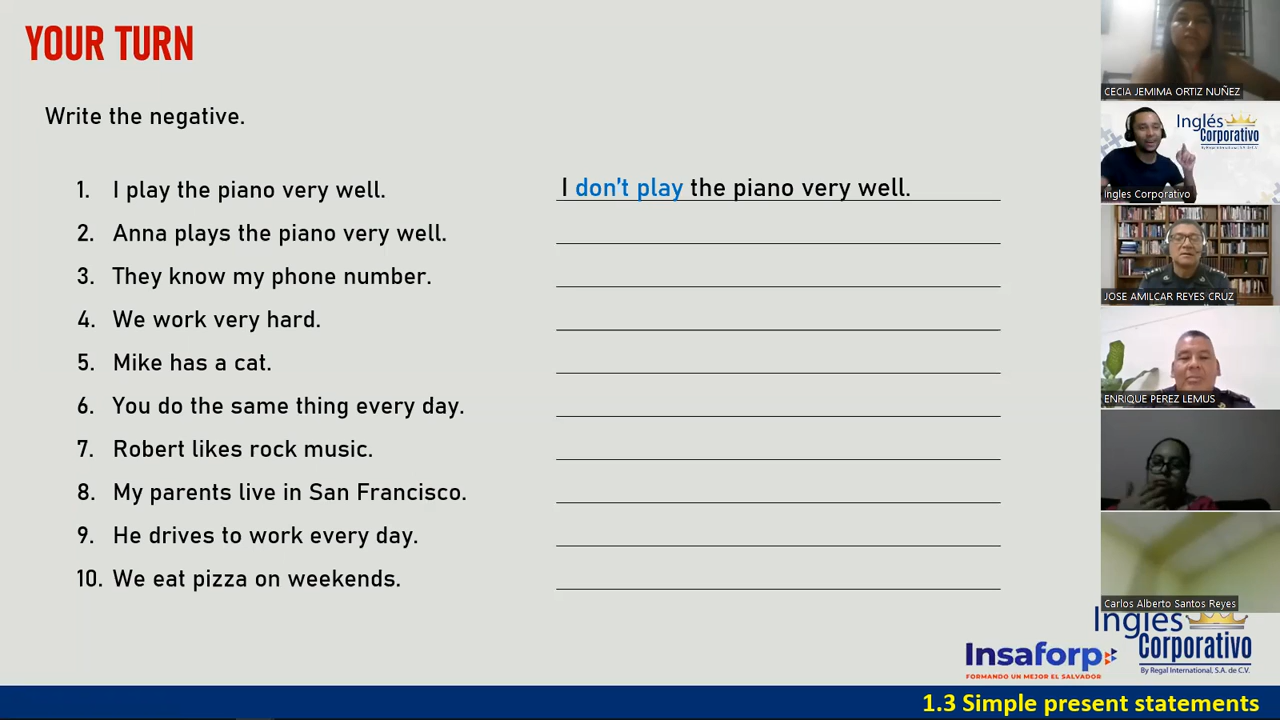 YOUR TURN
Write the negative.
1. I play the piano very well. I don't play the piano very well.
2. Anna plays the piano very well.
3. They know my phone number.
4. We work very hard.
5. Mike has a cat.
6. You do the same thing every day.
7. Robert likes rock music.
8. My parents live in San Francisco.
9. He drives to work every day.
10. We eat pizza on weekends.
CECIA JEMIMA ORTIZ NUÑEZ
Inglés
Corporativo
By Regal International, S.A. de C.V.
Ingles Corporativo
JOSE AMILCAR REYES CRUZ
ENRIQUE PEREZ LEMUS
Carlos Alberto Santos Reyes
Insaforp
FORMANDO UN MEJOR EL SALVADOR
Inglés
Corporativo
By Regal International, S.A. de C.V.
1.3 Simple present statements